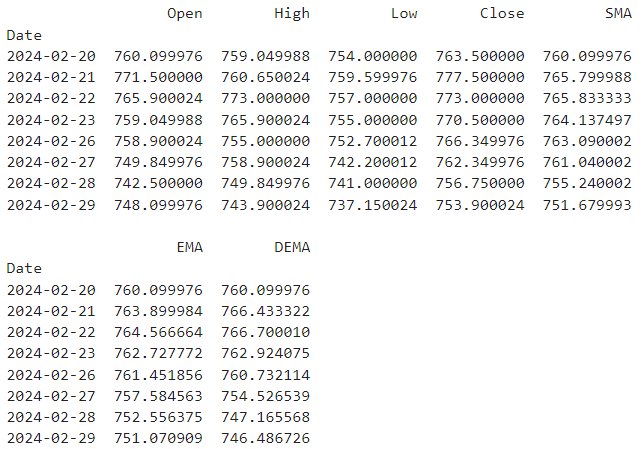 Open High Low Close SMA
Date
2024-02-20 760.099976 759.049988 754.000000 763.500000 760.099976
2024-02-21 771.500000 760.650024 759.599976 777.500000 765.799988
2024-02-22 765.900024 773.000000 757.000000 773.000000 765.833333
2024-02-23 759.049988 765.900024 755.000000 770.500000 764.137497
2024-02-26 758.900024 755.000000 752.700012 766.349976 763.090002
2024-02-27 749.849976 758.900024 742.200012 762.349976 761.040002
2024-02-28 742.500000 749.849976 741.000000 756.750000 755.240002
2024-02-29 748.099976 743.900024 737.150024 753.900024 751.679993
EMA DEMA
Date
2024-02-20 760.099976 760.099976
2024-02-21 763.899984 766.433322
2024-02-22 764.566664 766.700010
2024-02-23 762.727772 762.924075
2024-02-26 761.451856 760.732114
2024-02-27 757.584563 754.526539
2024-02-28 752.556375 747.165568
2024-02-29 751.070909 746.486726